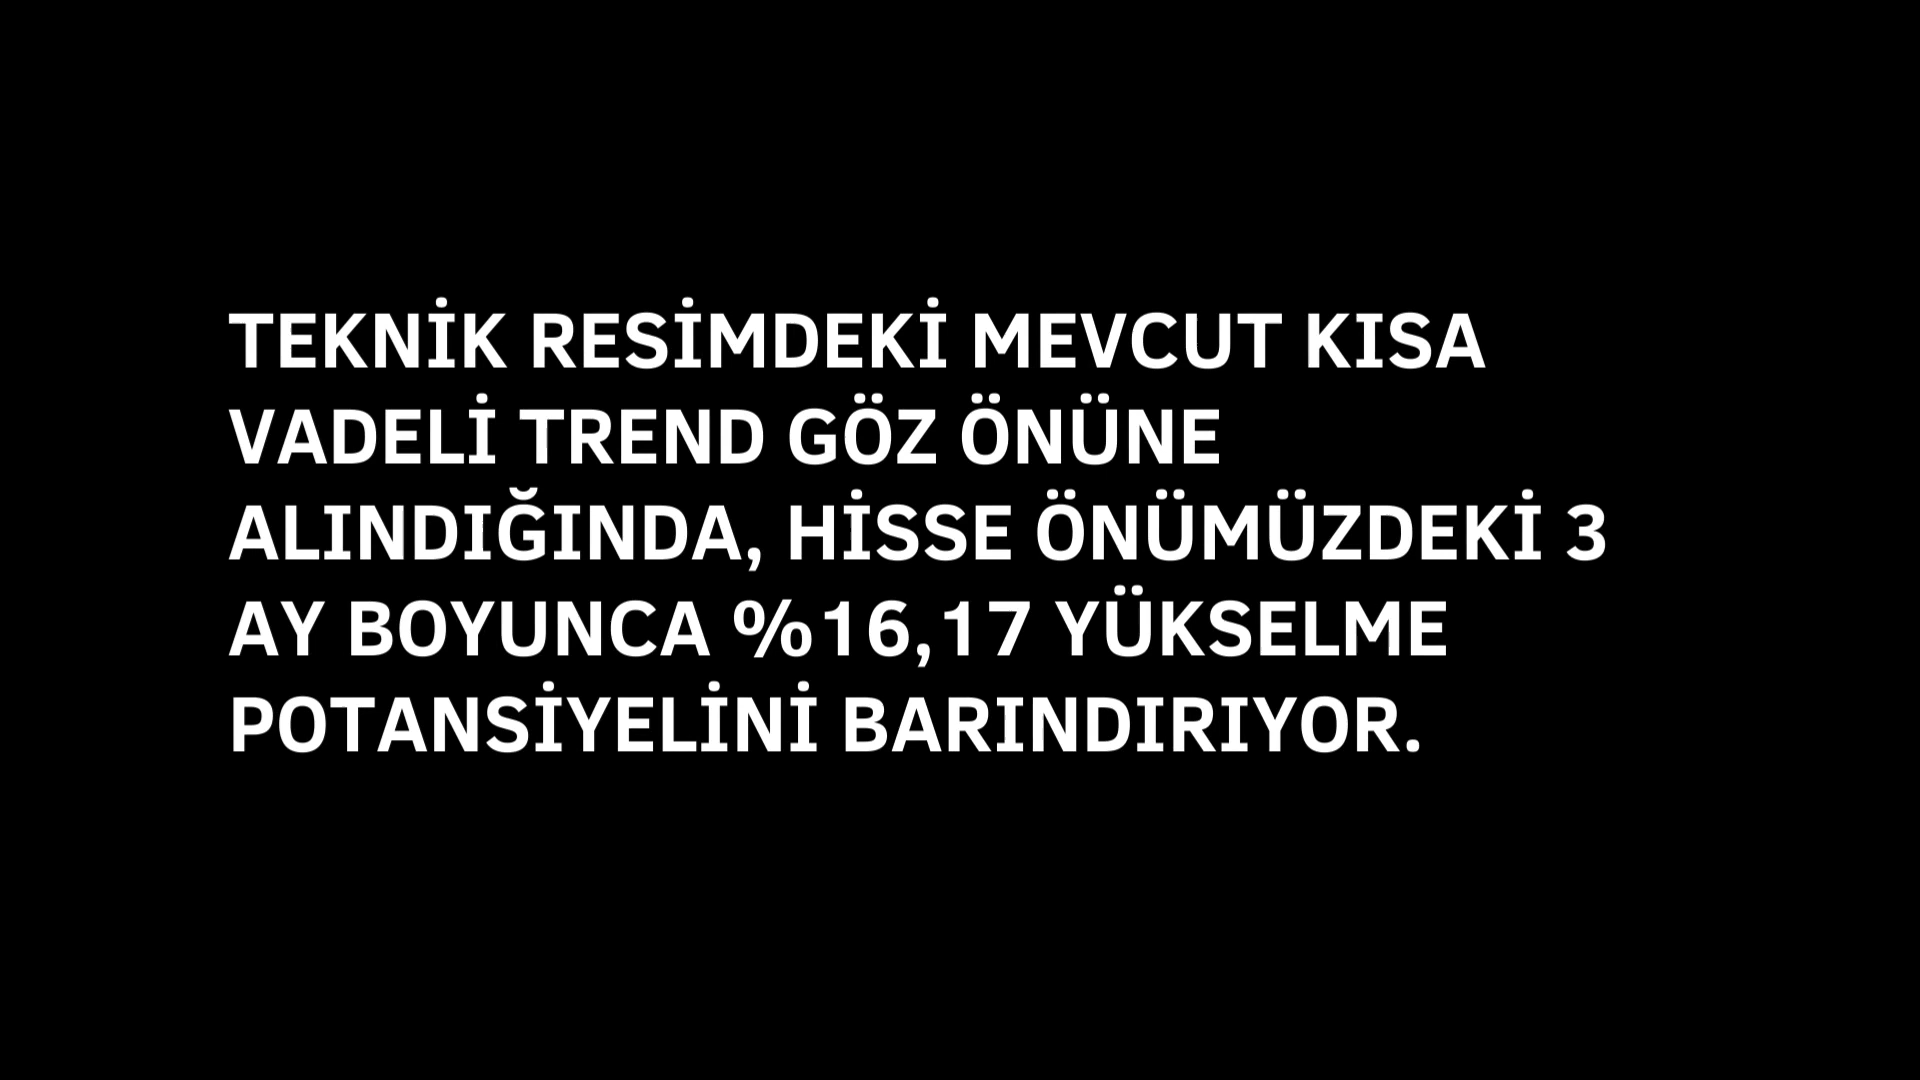 TEKNİK RESİMDEKİ MEVCUT KISA
VADELİ TREND GÖZ ÖNÜNE
ALINDIĞINDA, HİSSE ÖNÜMÜZDEKİ 3
AY BOYUNCA %16,17 YÜKSELME
POTANSİYELİNİ BARINDIRIYOR.